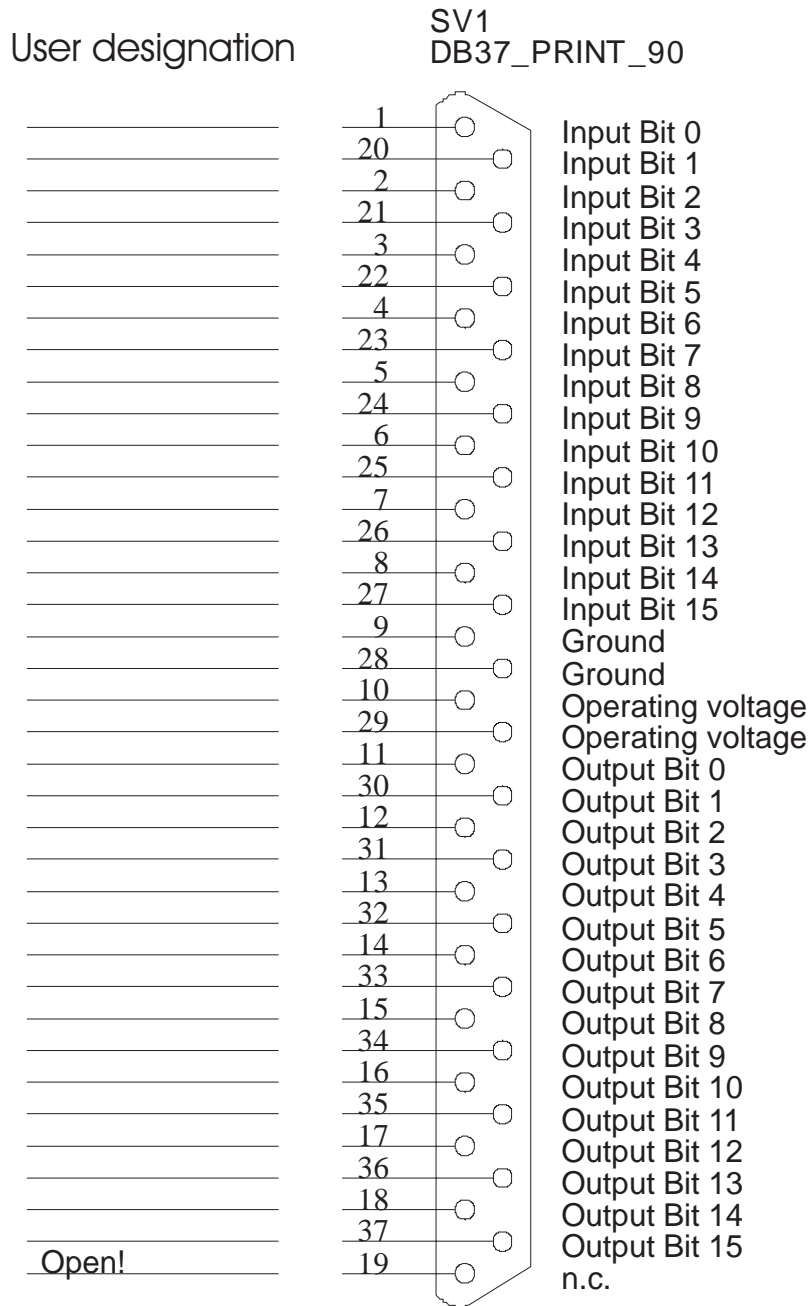 User designation
SV1
DB37_PRINT_90
1 Input Bit 0
20 Input Bit 1
2 Input Bit 2
21 Input Bit 3
3 Input Bit 4
22 Input Bit 5
4 Input Bit 6
23 Input Bit 7
5 Input Bit 8
24 Input Bit 9
6 Input Bit 10
25 Input Bit 11
7 Input Bit 12
26 Input Bit 13
8 Input Bit 14
27 Input Bit 15
9 Ground
28 Ground
10 Operating voltage
29 Operating voltage
11 Output Bit 0
30 Output Bit 1
12 Output Bit 2
31 Output Bit 3
13 Output Bit 4
32 Output Bit 5
14 Output Bit 6
33 Output Bit 7
15 Output Bit 8
34 Output Bit 9
16 Output Bit 10
35 Output Bit 11
17 Output Bit 12
36 Output Bit 13
18 Output Bit 14
37 Output Bit 15
Open! 19 n.c.